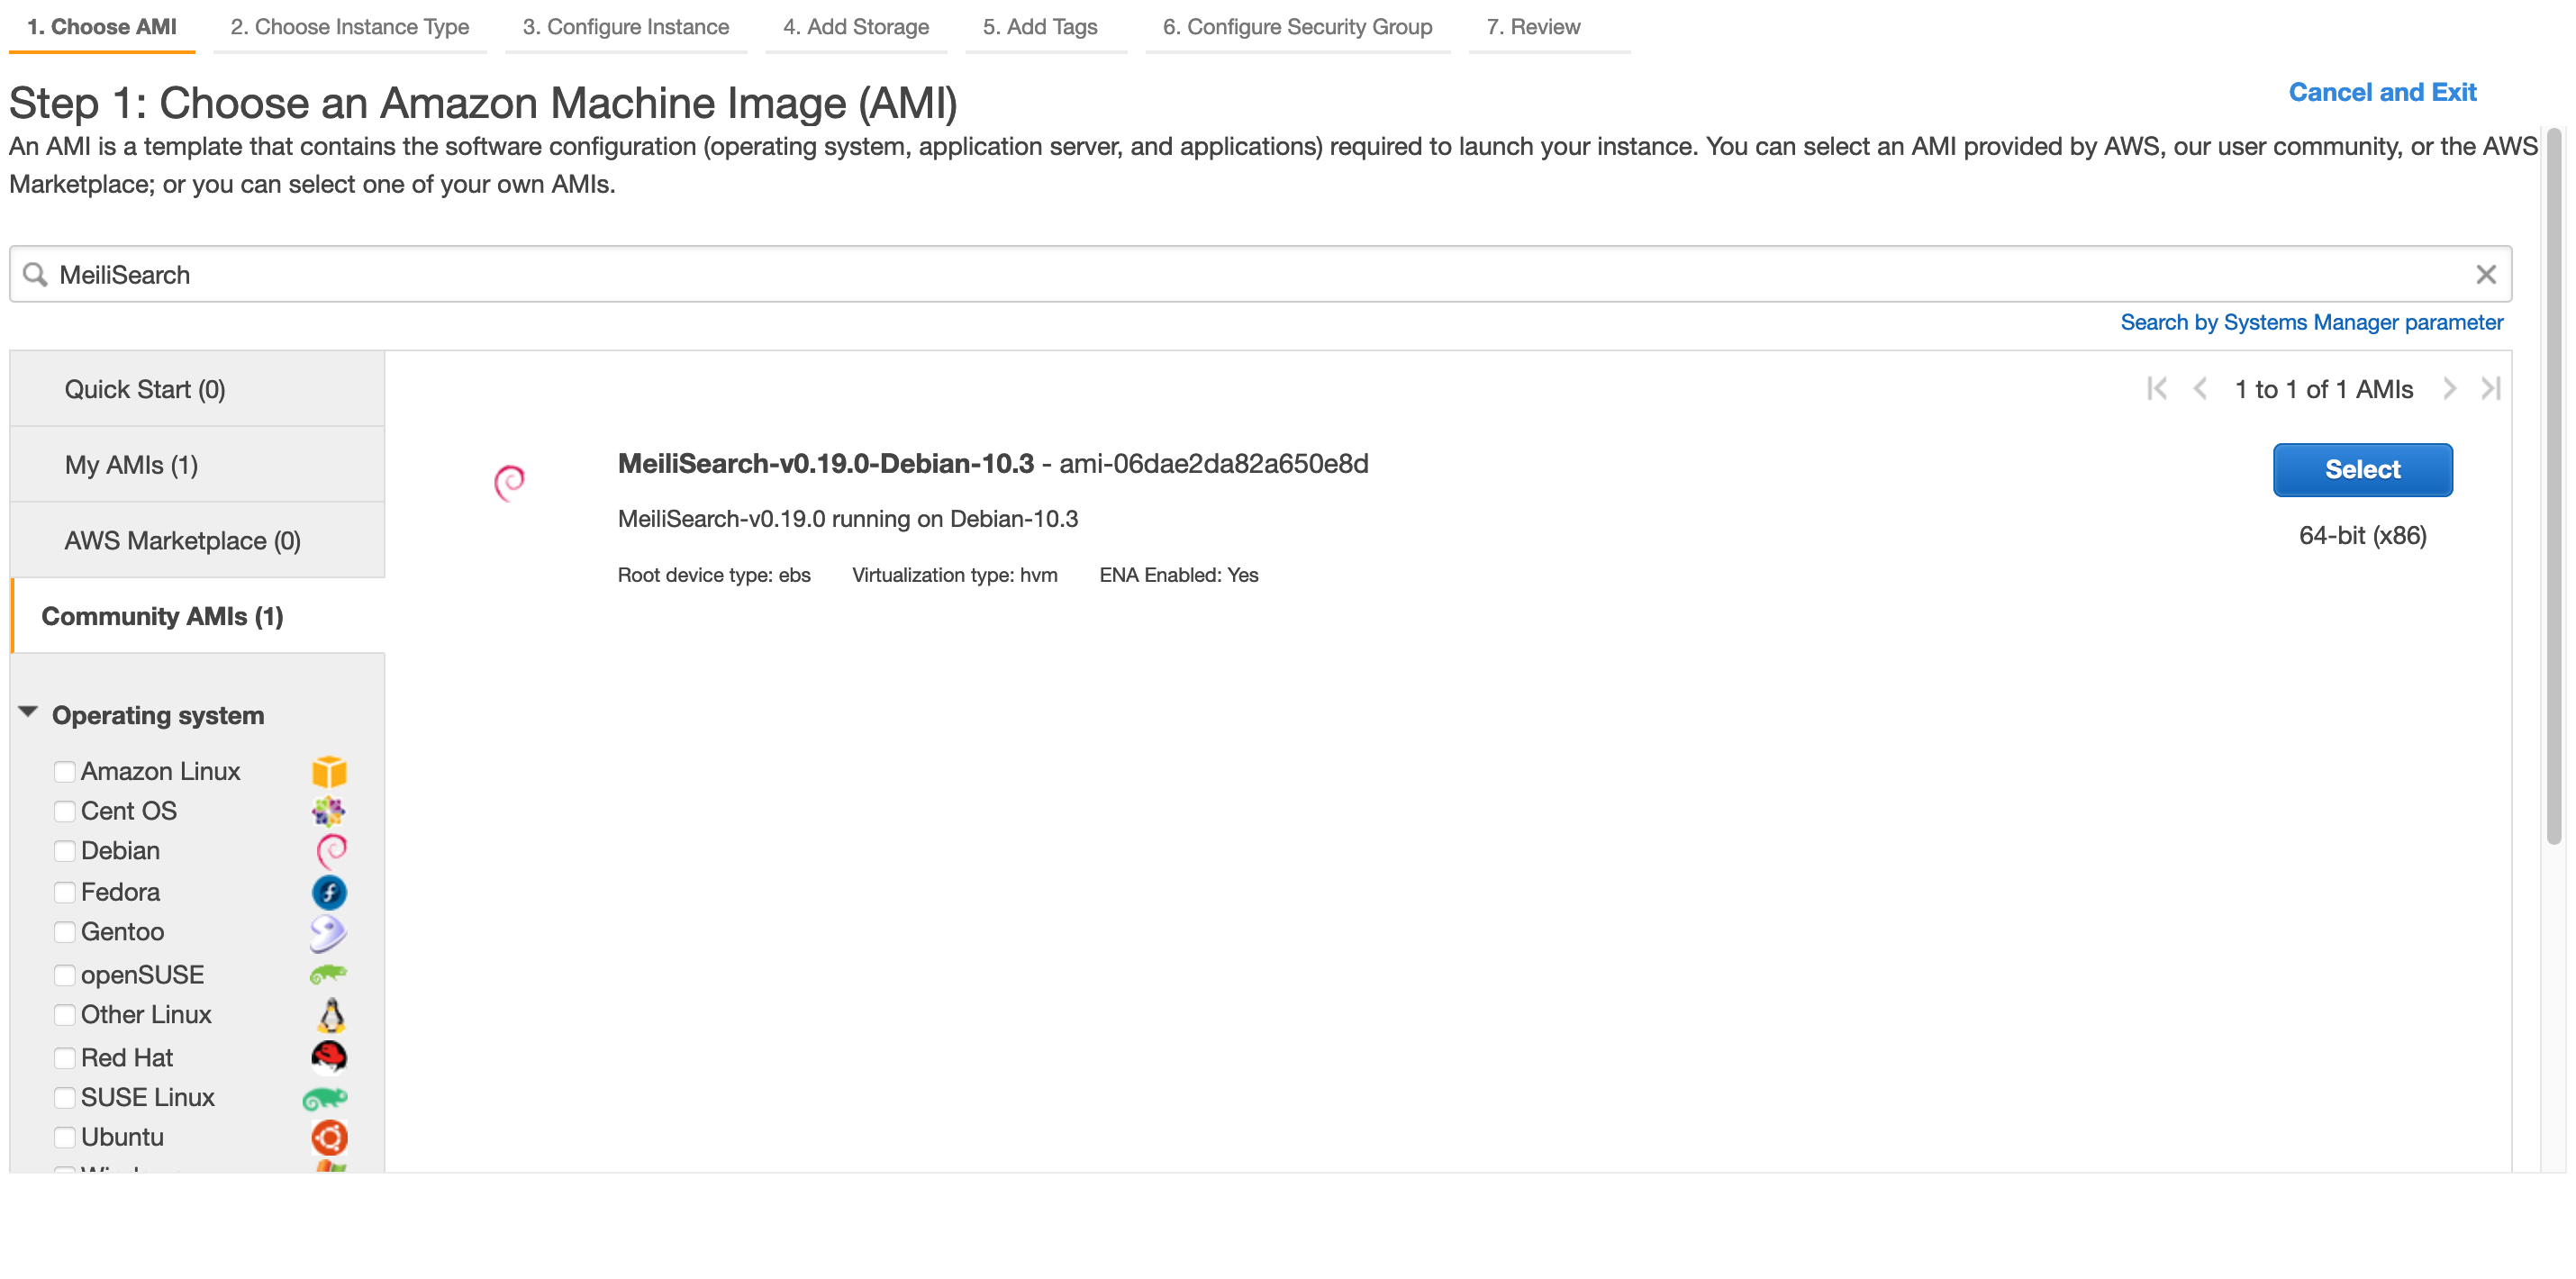 1. Choose AMI 2. Choose Instance Type 3. Configure Instance 4. Add Storage 5. Add Tags 6. Configure Security Group 7. Review
Step 1: Choose an Amazon Machine Image (AMI)
Cancel and Exit
An AMI is a template that contains the software configuration (operating system, application server, and applications) required to launch your instance. You can select an AMI provided by AWS, our user community, or the AWS
Marketplace; or you can select one of your own AMIs.
MeiliSearch
Search by Systems Manager parameter
Quick Start (0)
My AMIs (1)
AWS Marketplace (0)
Community AMIs (1)
Operating system
Amazon Linux
Cent OS
Debian
Fedora
Gentoo
openSUSE
Other Linux
Red Hat
SUSE Linux
Ubuntu
1 to 1 of 1 AMIs
MeiliSearch-v0.19.0-Debian-10.3 - ami-06dae2da82a650e8d
Select
MeiliSearch-v0.19.0 running on Debian-10.3
64-bit (x86)
Root device type: ebs Virtualization type: hvm ENA Enabled: Yes